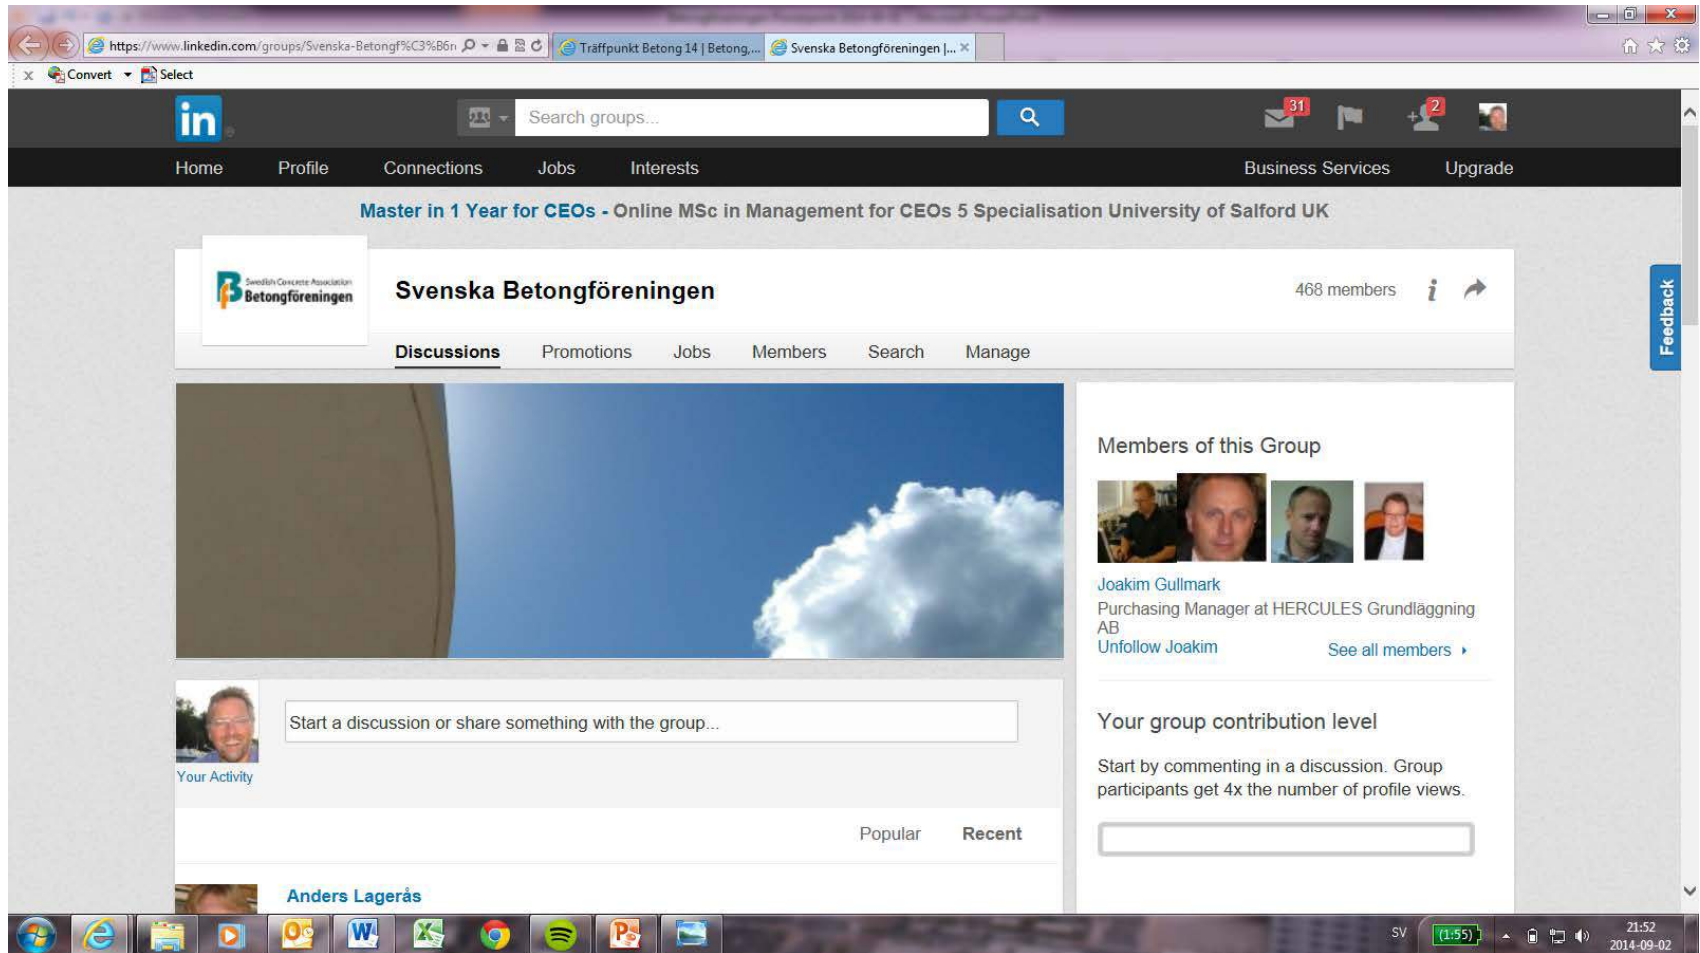 https://www.linkedin.com/groups/Svenska-Betongf%C3%B6n
Träffpunkt Betong 14 | Betong,...
Svenska Betongföreningen |...
x Convert Select
in
Search groups...
31
2
Home Profile Connections Jobs Interests Business Services Upgrade
Master in 1 Year for CEOs - Online MSc in Management for CEOs 5 Specialisation University of Salford UK
Swedish Concrete Association
Betongföreningen
Svenska Betongföreningen
468 members
Feedback
Discussions Promotions Jobs Members Search Manage
Members of this Group
Joakim Gullmark
Purchasing Manager at HERCULES Grundläggning
AB
Unfollow Joakim See all members
Start a discussion or share something with the group...
Your Activity
Your group contribution level
Start by commenting in a discussion. Group
participants get 4x the number of profile views.
Popular Recent
Anders Lagerås
SV (1:55) 21:52
2014-09-02